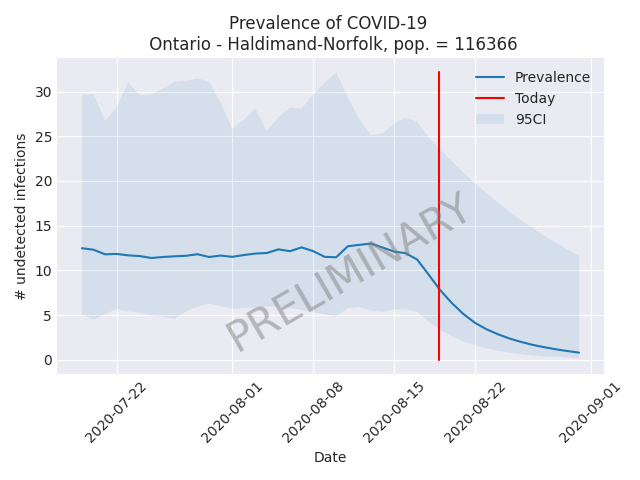 Prevalence of COVID-19
Ontario - Haldimand-Norfolk, pop. = 116366
Prevalence
Today
95CI
# undetected infections
30
25
20
15
10
5
0
PRELIMINARY
2020-07-22
2020-08-01
2020-08-08
2020-08-15
2020-08-22
2020-09-01
Date